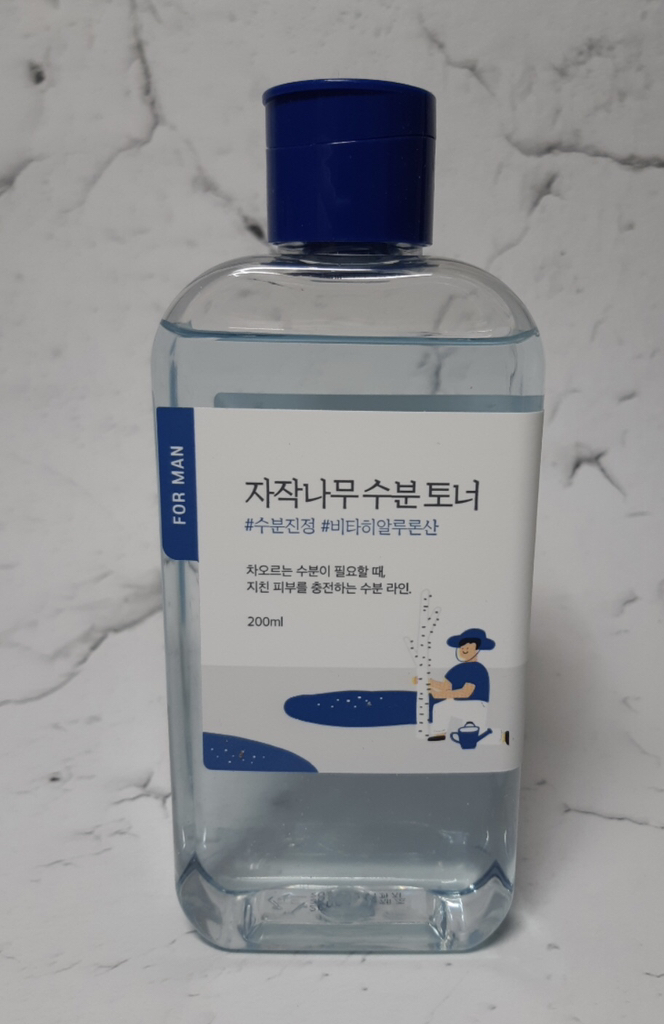 FOR MAN
자작나무 수분 토너
#수분진정 #비타히알루론산
차오르는 수분이 필요할 때,
지친 피부를 충전하는 수분 라인.
200ml